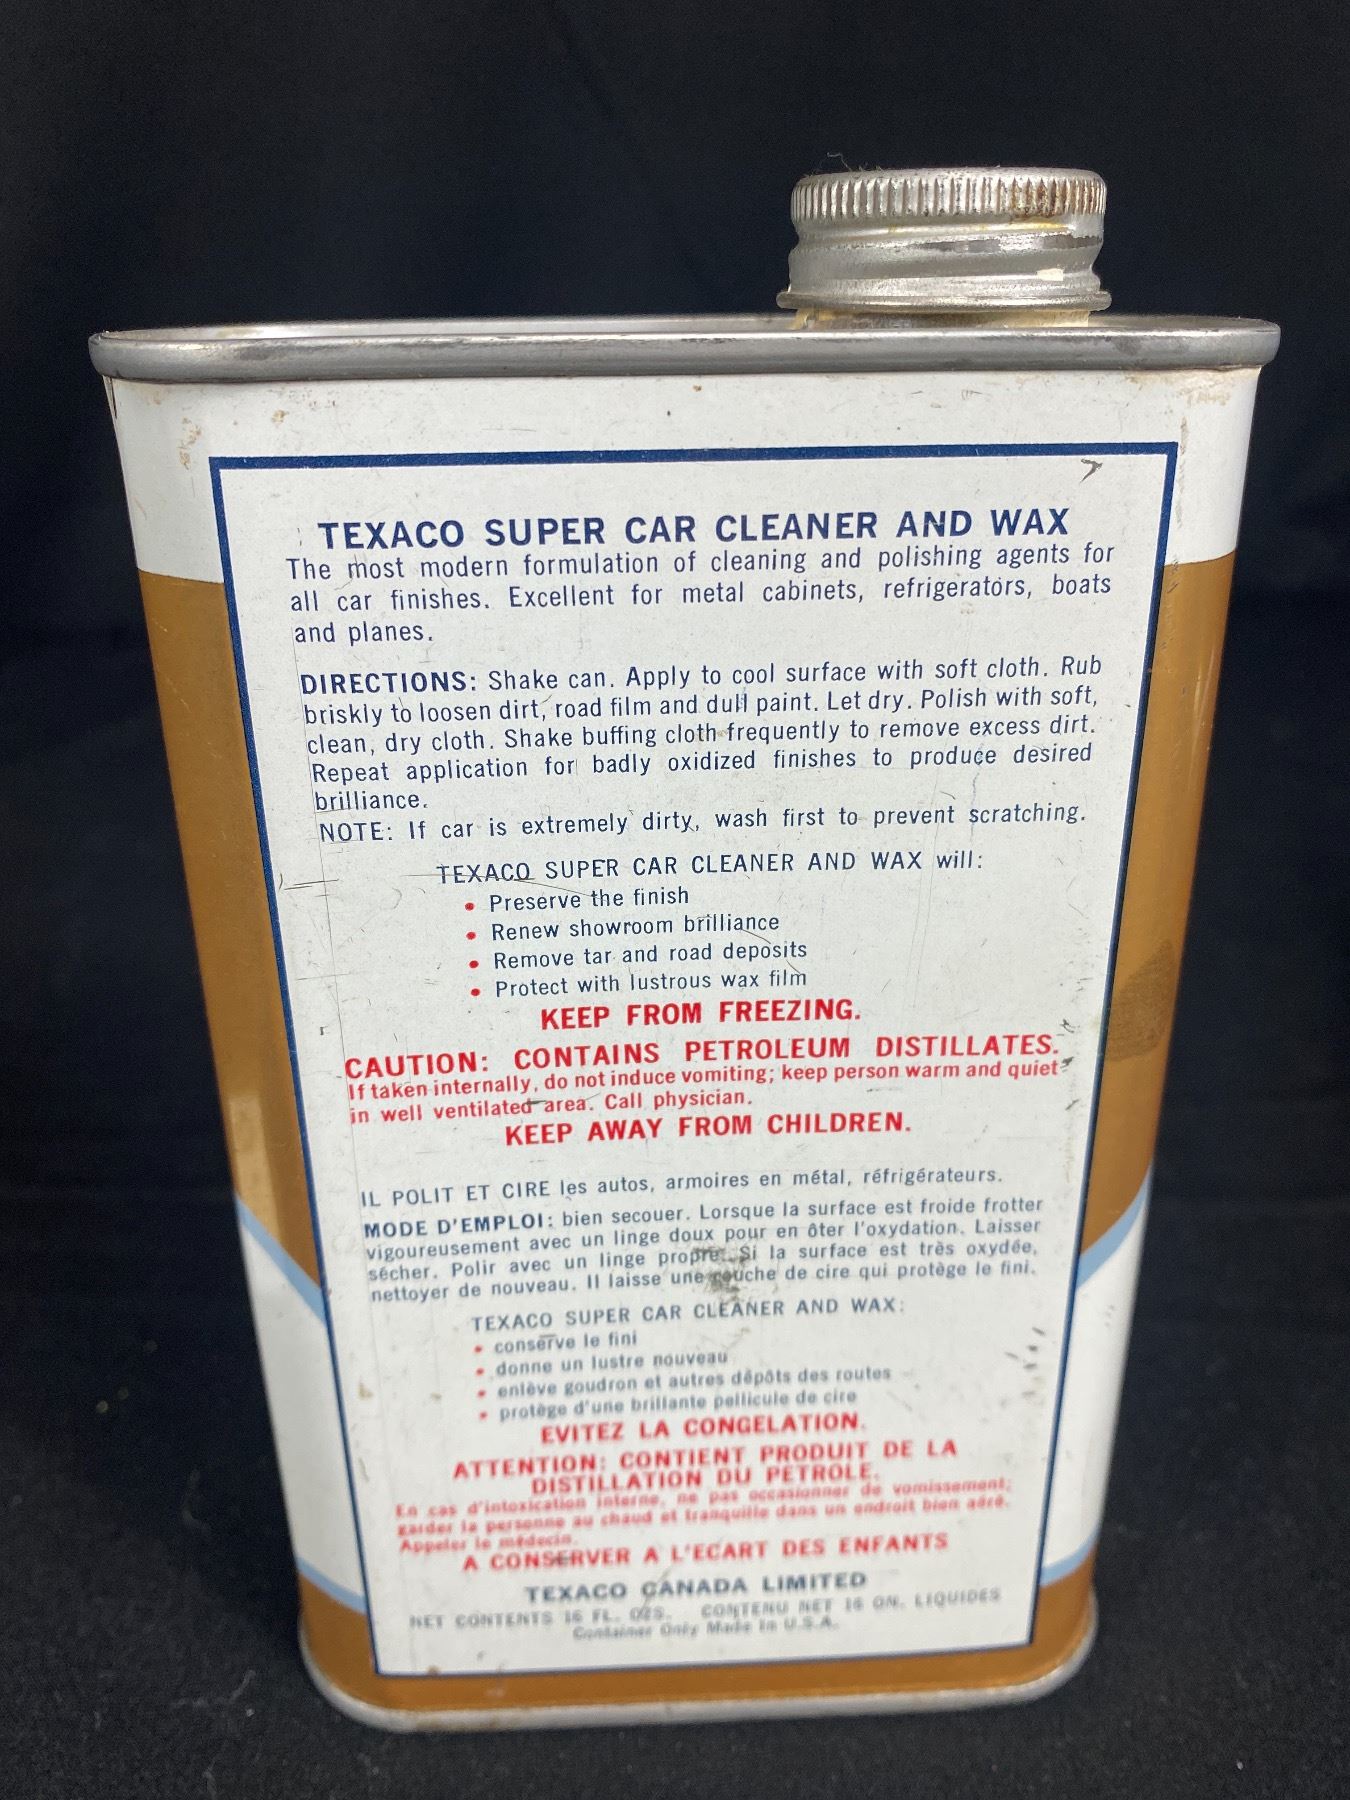 TEXACO SUPER CAR CLEANER AND WAX
The most modern formulation of cleaning and polishing agents for
all car finishes. Excellent for metal cabinets, refrigerators, boats
and planes.
DIRECTIONS: Shake can. Apply to cool surface with soft cloth. Rub
briskly to loosen dirt, road film and dull paint. Let dry. Polish with soft,
clean, dry cloth. Shake buffing cloth frequently to remove excess dirt.
Repeat application for badly oxidized finishes to produce desired
brilliance.
NOTE: If car is extremely dirty, wash first to prevent scratching.
TEXACO SUPER CAR CLEANER AND WAX will:
• Preserve the finish
• Renew showroom brilliance
• Remove tar and road deposits
• Protect with lustrous wax film
KEEP FROM FREEZING.
CAUTION: CONTAINS PETROLEUM DISTILLATES.
If taken internally, do not induce vomiting; keep person warm and quiet
in well ventilated area. Call physician.
KEEP AWAY FROM CHILDREN.
IL POLIT ET CIRE les autos, armoires en métal, réfrigérateurs.
MODE D'EMPLOI: bien secouer. Lorsque la surface est froide frotter
vigoureusement avec un linge doux pour en ôter l'oxydation. Laisser
sécher. Polir avec un linge propre. Si la surface est très oxydée,
nettoyer de nouveau. Il laisse une couche de cire qui protège le fini.
TEXACO SUPER CAR CLEANER AND WAX:
• conserve le fini
• donne un lustre nouveau
• enlève goudron et autres dépôts des routes
• protège d'une brillante pellicule de cire
EVITEZ LA CONGELATION.
ATTENTION: CONTIENT PRODUIT DE LA
DISTILLATION DU PETROLE.
En cas d'intoxication interne, ne pas occasionner de vomissement;
garder la personne au chaud et tranquille dans un endroit bien aéré.
Appeler le médecin.
A CONSERVER A L'ECART DES ENFANTS
TEXACO CANADA LIMITED
NET CONTENTS 16 FL. OZS. CONTENU NET 16 ON. LIQUIDES
Container Only Made In U.S.A.